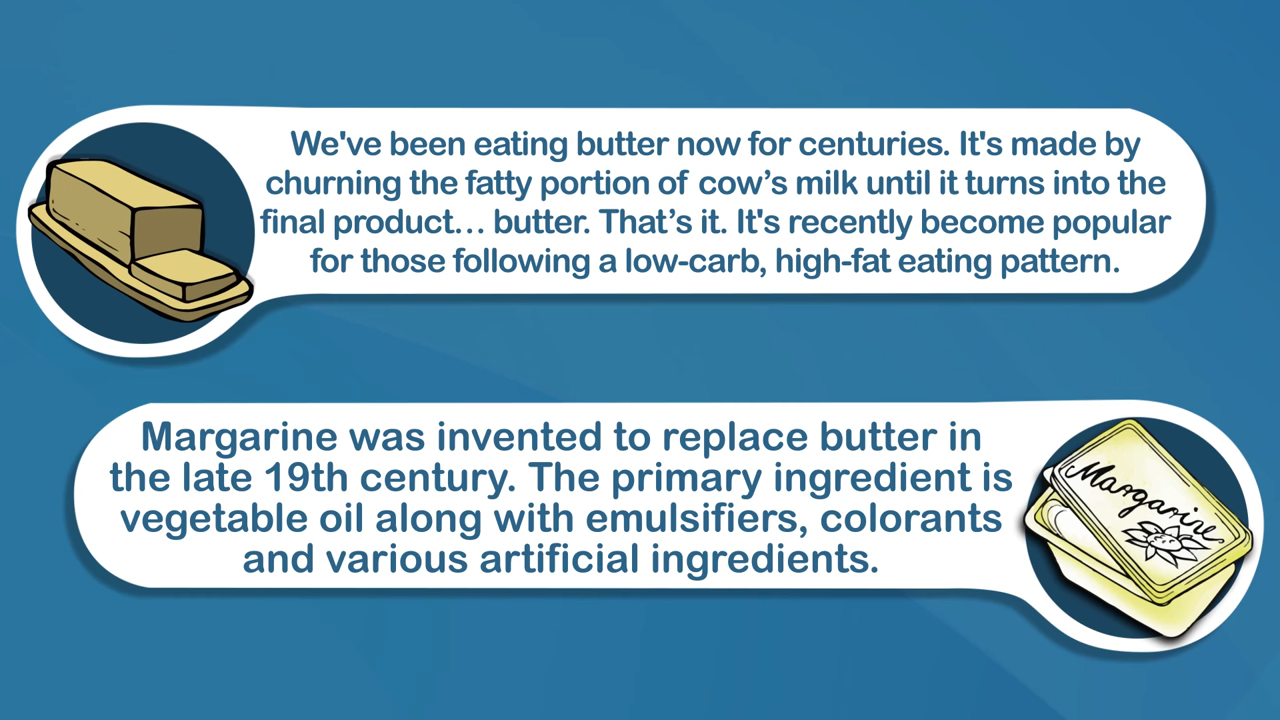 We've been eating butter now for centuries. It's made by
churning the fatty portion of cow’s milk until it turns into the
final product... butter. That’s it. It's recently become popular
for those following a low-carb, high-fat eating pattern.
Margarine was invented to replace butter in
the late 19th century. The primary ingredient is
vegetable oil along with emulsifiers, colorants
and various artificial ingredients.
Margarine